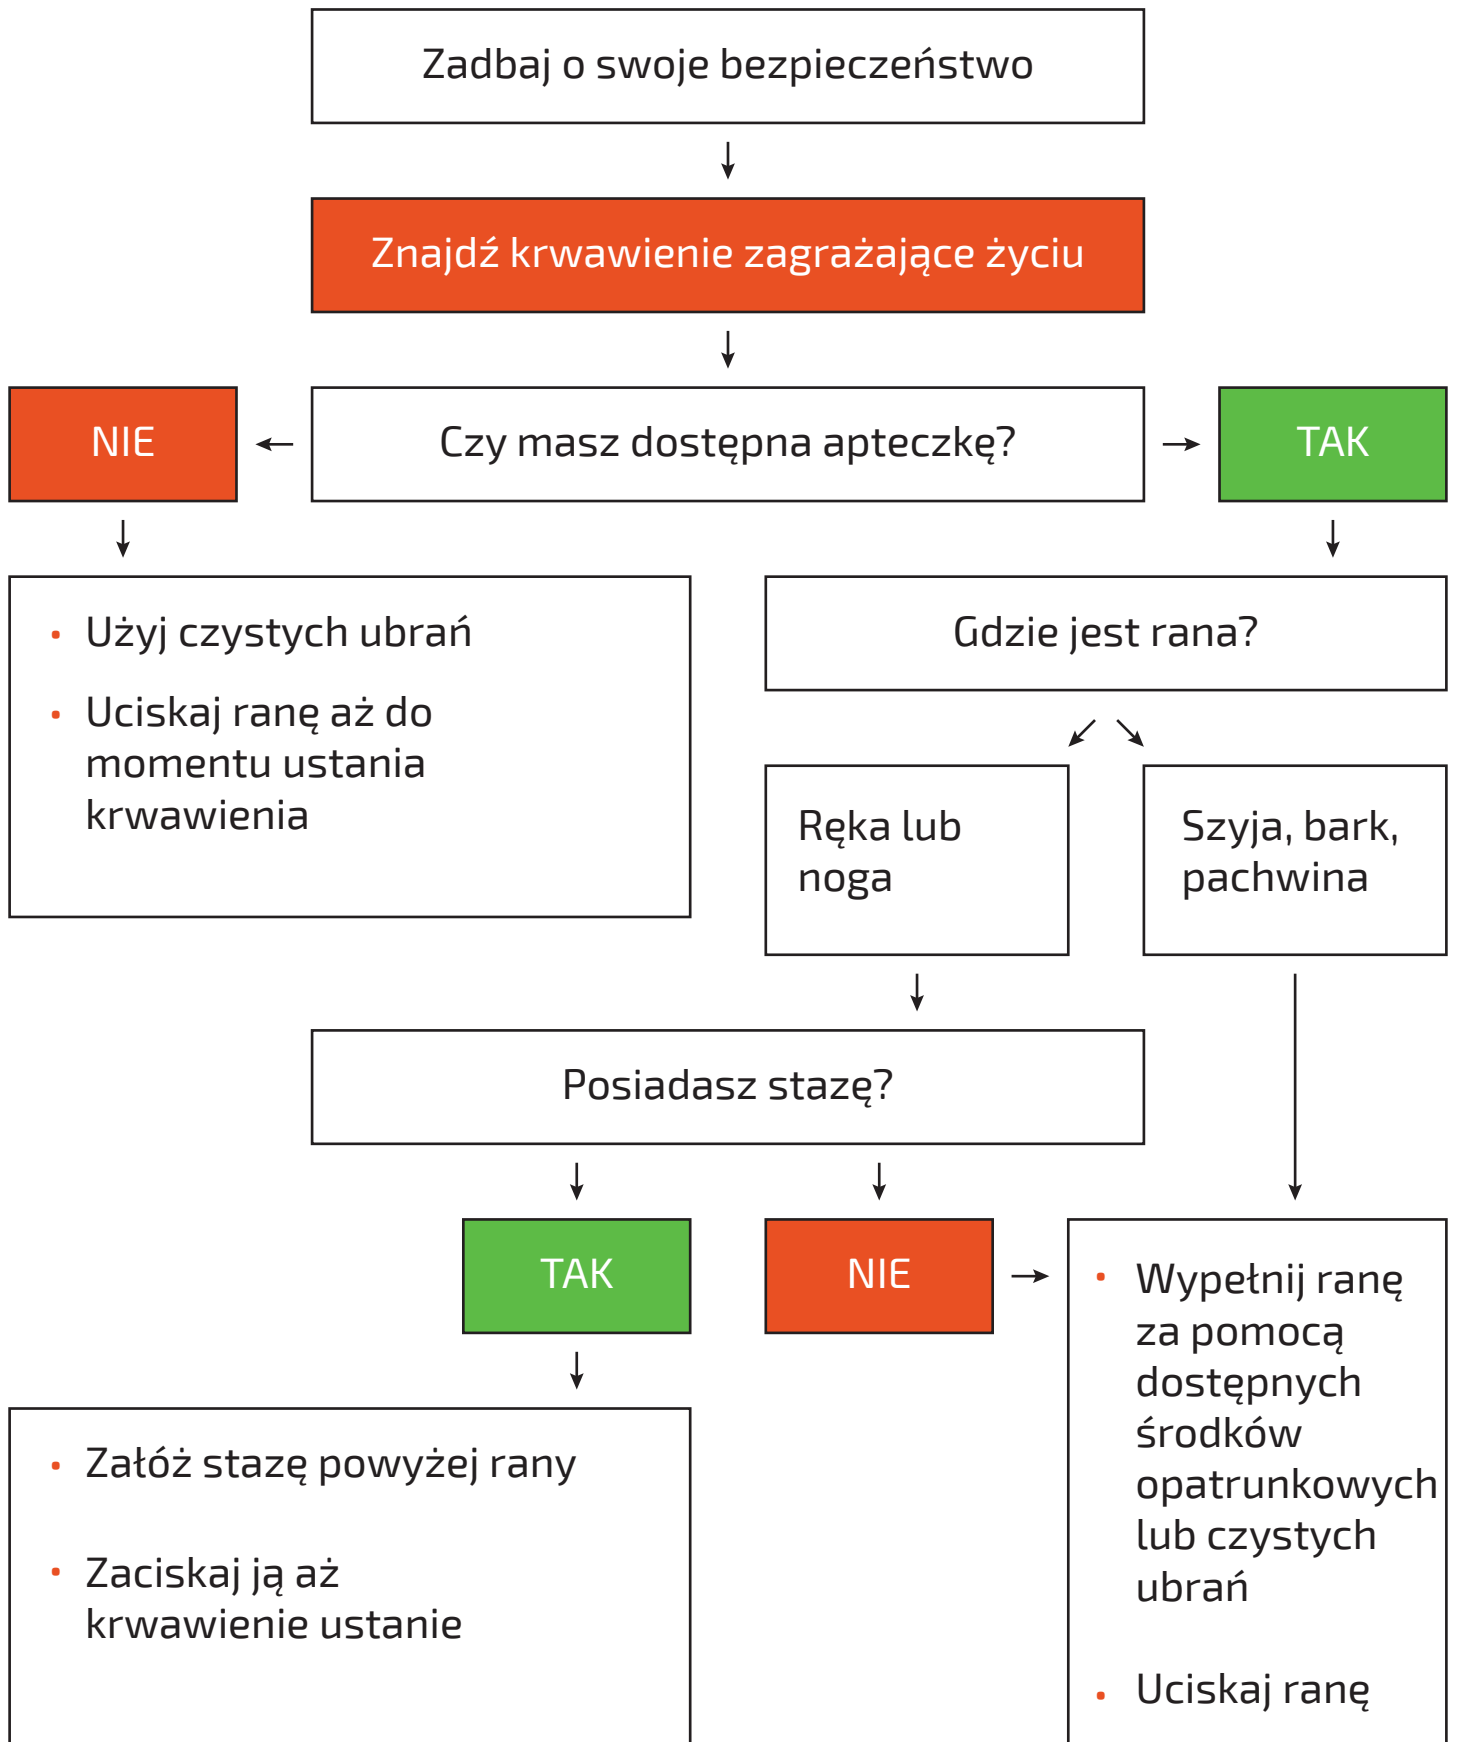 Zadbaj o swoje bezpieczeństwo
Znajdź krwawienie zagrażające życiu
NIE
Czy masz dostępna apteczkę?
TAK
• Użyj czystych ubrań
• Uciskaj ranę aż do
momentu ustania
krwawienia
Gdzie jest rana?
Ręka lub
noga
Szyja, bark,
pachwina
Posiadasz stazę?
TAK
NIE
• Załóż stazę powyżej rany
• Zaciskaj ją aż
krwawienie ustanie
• Wypełnij ranę
za pomocą
dostępnych
środków
opatrunkowych
lub czystych
ubrań
• Uciskaj ranę